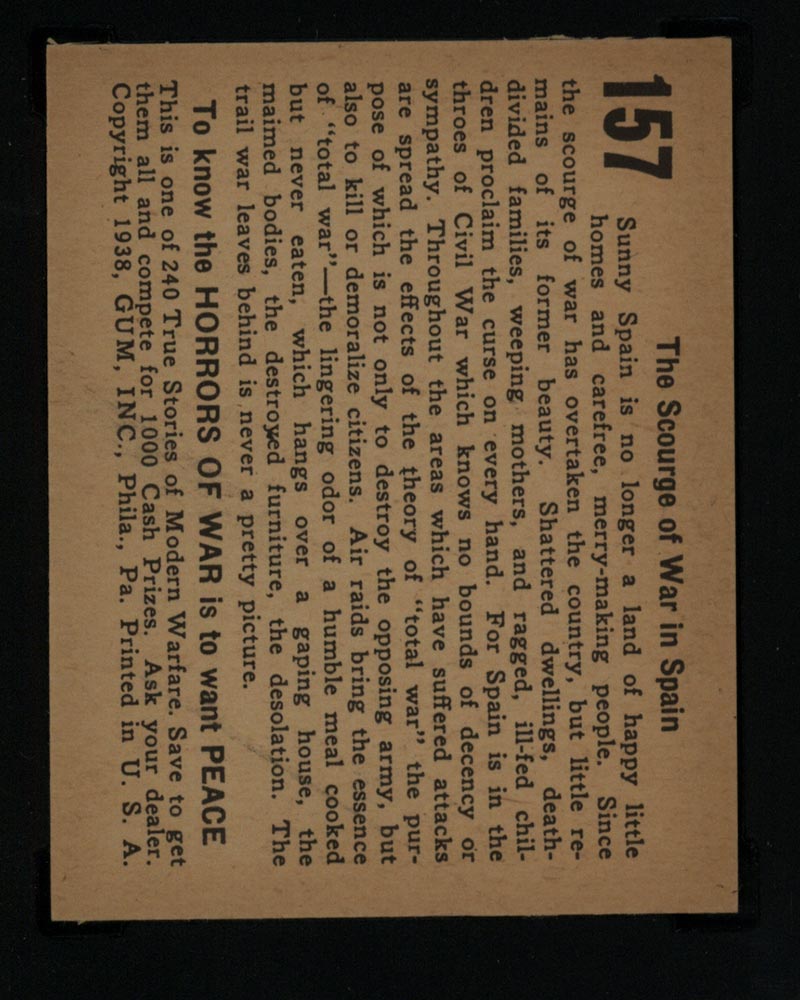 157
The Scourge of War in Spain
Sunny Spain is no longer a land of happy little
homes and carefree, merry-making people. Since
the scourge of war has overtaken the country, but little re-
mains of its former beauty. Shattered dwellings, death-
divided families, weeping mothers, and ragged, ill-fed chil-
dren proclaim the curse on every hand. For Spain is in the
throes of Civil War which knows no bounds of decency or
sympathy. Throughout the areas which have suffered attacks
are spread the effects of the theory of “total war” the pur-
pose of which is not only to destroy the opposing army, but
also to kill or demoralize citizens. Air raids bring the essence
of “total war”—the lingering odor of a humble meal cooked
but never eaten, which hangs over a gaping house, the
maimed bodies, the destroyed furniture, the desolation. The
trail war leaves behind is never a pretty picture.
To know the HORRORS OF WAR is to want PEACE
This is one of 240 True Stories of Modern Warfare. Save to get
them all and compete for 1000 Cash Prizes. Ask your dealer.
Copyright 1938, GUM, INC., Phila., Pa. Printed in U. S. A.